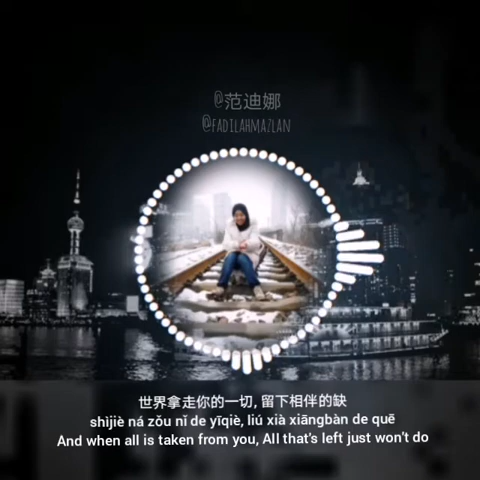 @范迪娜
@FADILAHMAZLAN
世界拿走你的一切, 留下相伴的缺
shìjiè ná zǒu nǐ de yīqiè, liú xià xiāngbàn de quē
And when all is taken from you, All that's left just won't do